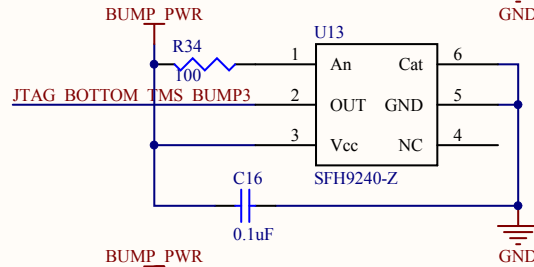 BUMP_PWR
GND
U13
R34
100
1
An
Cat
6
JTAG_BOTTOM_TMS_BUMP3
2
OUT
GND
5
3
Vcc
NC
4
C16
SFH9240-Z
0.1uF
BUMP_PWR
GND